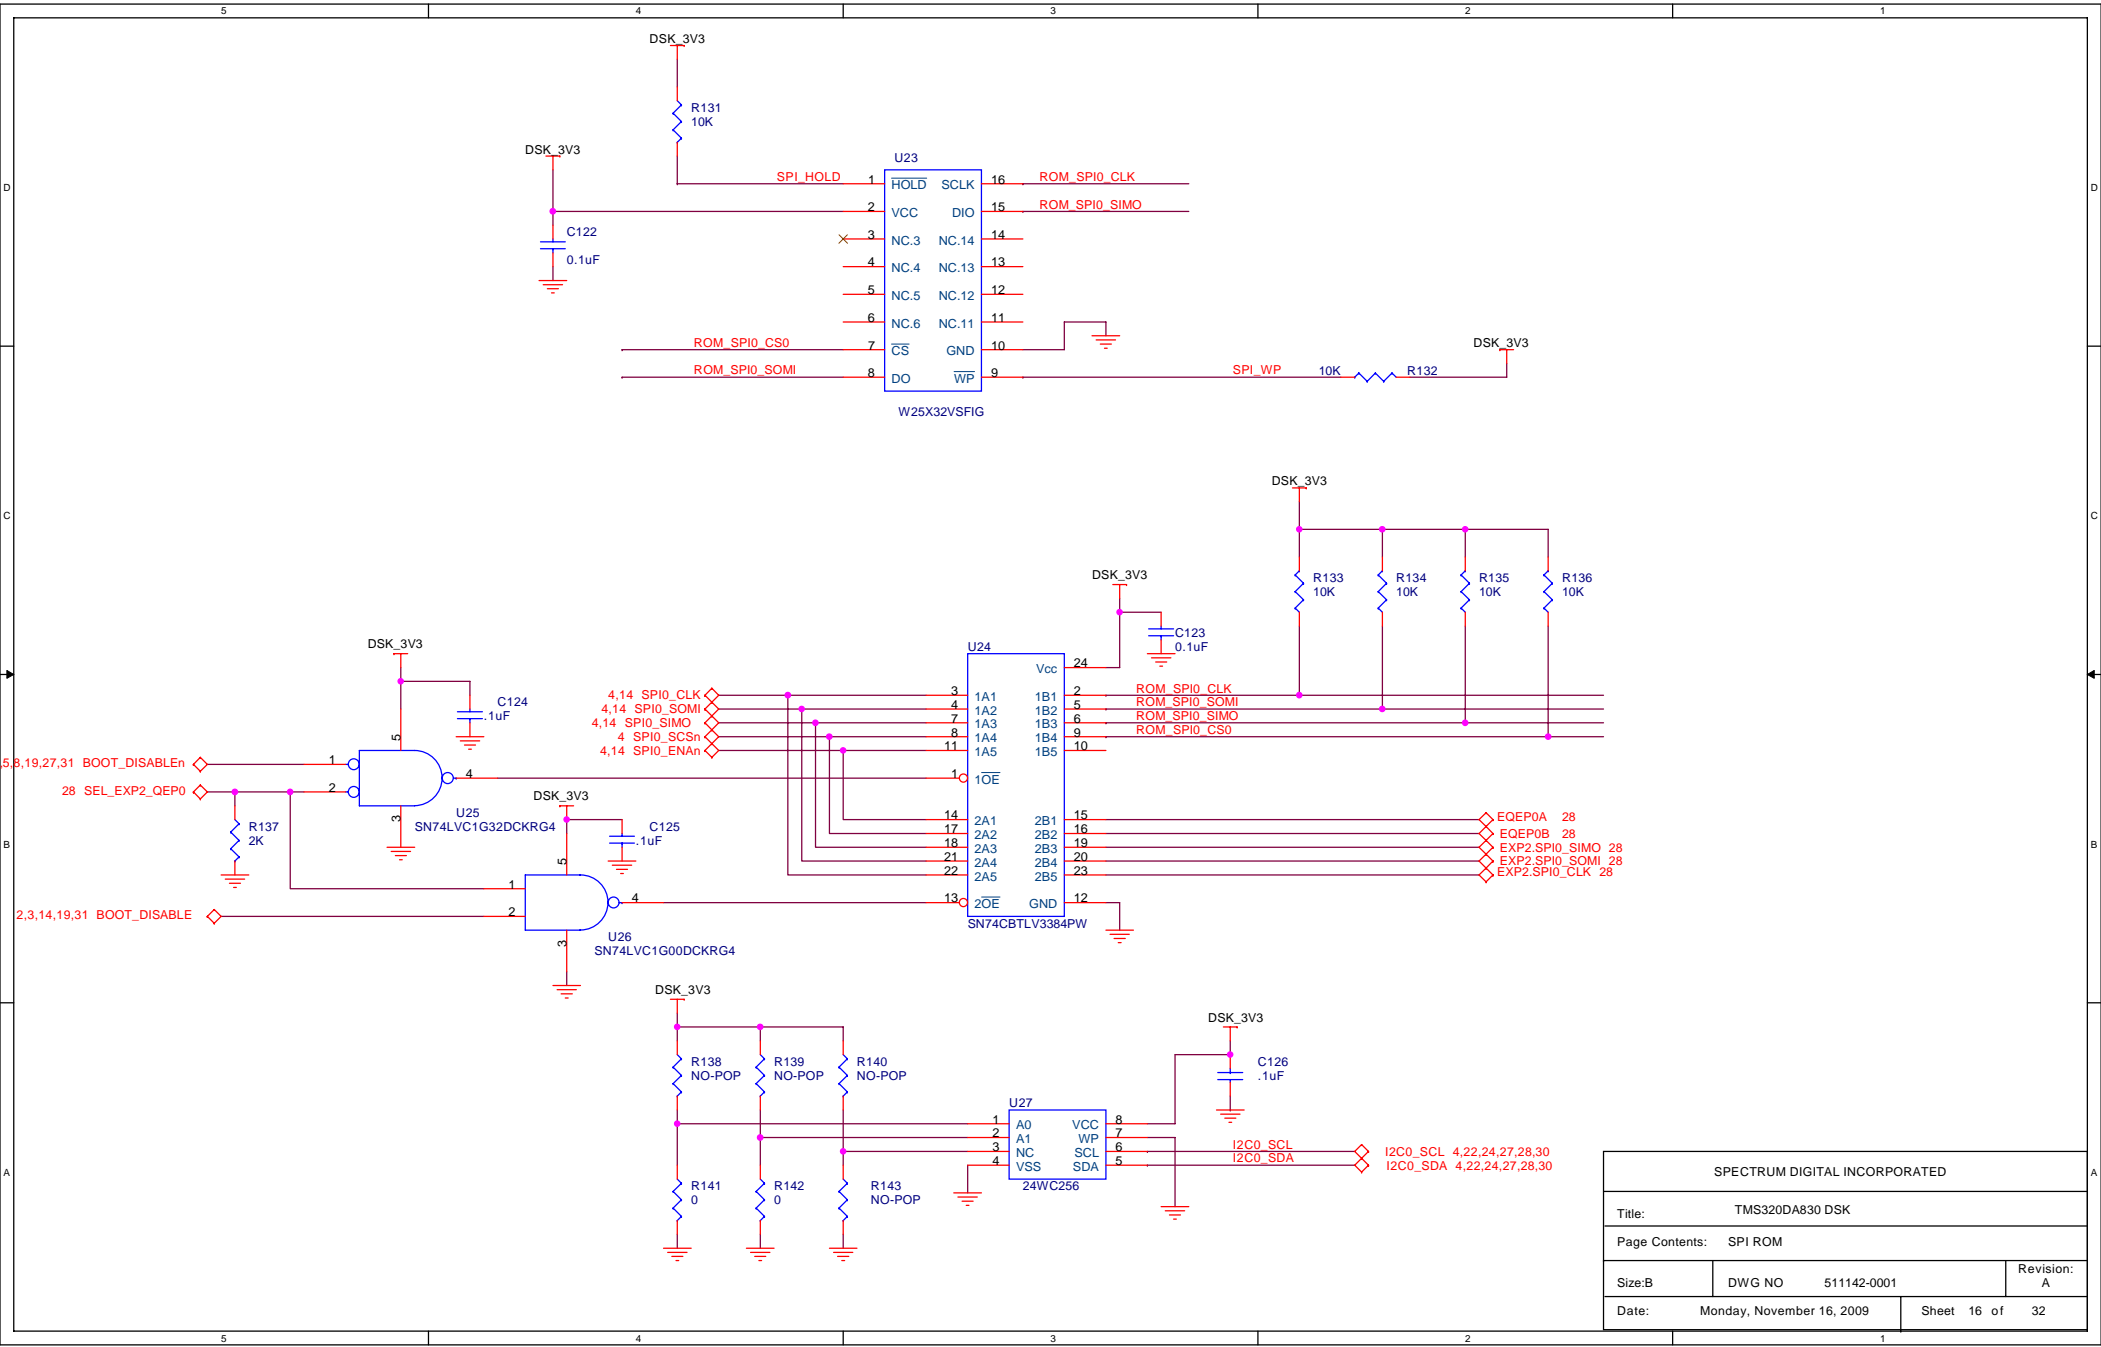 5 4 3 2 1
D
D
C
C
B
B
A
A
DSK_3V3
R131
10K
DSK_3V3
C122
0.1uF
U23
SPI_HOLD 1 HOLD SCLK 16 ROM_SPI0_CLK
2 VCC DIO 15 ROM_SPI0_SIMO
3 NC.3 NC.14 14
4 NC.4 NC.13 13
5 NC.5 NC.12 12
6 NC.6 NC.11 11
ROM_SPI0_CS0 7 CS GND 10
ROM_SPI0_SOMI 8 DO WP 9 SPI_WP 10K R132
DSK_3V3
W25X32VSFIG
DSK_3V3
R133
10K
R134
10K
R135
10K
R136
10K
DSK_3V3
C123
0.1uF
U24
Vcc 24
4,14 SPI0_CLK 3 1A1 1B1 2 ROM_SPI0_CLK
4,14 SPI0_SOMI 4 1A2 1B2 5 ROM_SPI0_SOMI
4,14 SPI0_SIMO 7 1A3 1B3 6 ROM_SPI0_SIMO
4 SPI0_SCSn 8 1A4 1B4 9 ROM_SPI0_CS0
4,14 SPI0_ENAn 11 1A5 1B5 10
1 1OE
14 2A1 2B1 15 EQEP0A 28
17 2A2 2B2 16 EQEP0B 28
18 2A3 2B3 19 EXP2.SPI0_SIMO 28
21 2A4 2B4 20 EXP2.SPI0_SOMI 28
22 2A5 2B5 23 EXP2.SPI0_CLK 28
13 2OE GND 12
SN74CBTLV3384PW
DSK_3V3
C124
.1uF
5
,5,8,19,27,31 BOOT_DISABLEn 1
4
28 SEL_EXP2_QEP0 2
3
U25
SN74LVC1G32DCKRG4
R137
2K
DSK_3V3
C125
.1uF
5
1
4
2,3,14,19,31 BOOT_DISABLE 2
3
U26
SN74LVC1G00DCKRG4
DSK_3V3
R138
NO-POP
R139
NO-POP
R140
NO-POP
R141
0
R142
0
R143
NO-POP
DSK_3V3
C126
.1uF
U27
1 A0 VCC 8
2 A1 WP 7
3 NC SCL 6 I2C0_SCL I2C0_SCL 4,22,24,27,28,30
4 VSS SDA 5 I2C0_SDA I2C0_SDA 4,22,24,27,28,30
24WC256
SPECTRUM DIGITAL INCORPORATED
Title: TMS320DA830 DSK
Page Contents: SPI ROM
Size:B DWG NO 511142-0001 Revision:
A
Date: Monday, November 16, 2009 Sheet 16 of 32
5 4 3 2 1